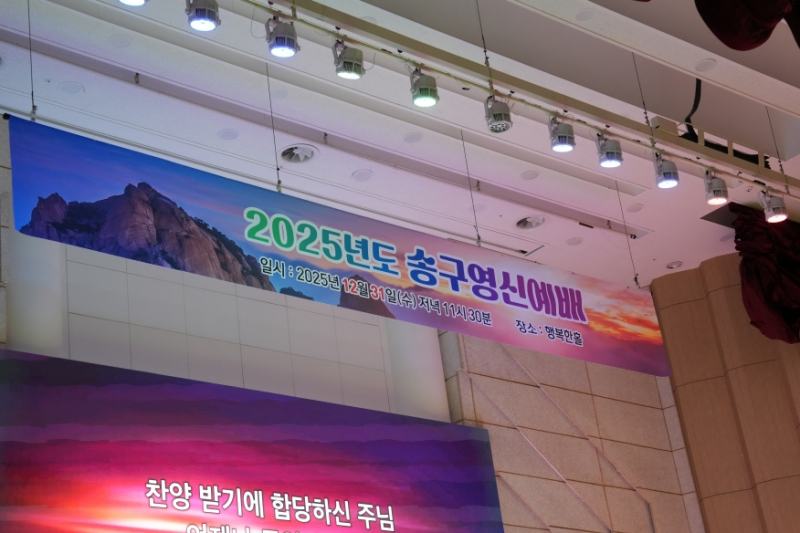 2025년도 송구영신예배
일시 : 2025년 12월 31일(수) 저녁 11시 30분 장소 : 행복한홀
찬양 받기에 합당하신 주님